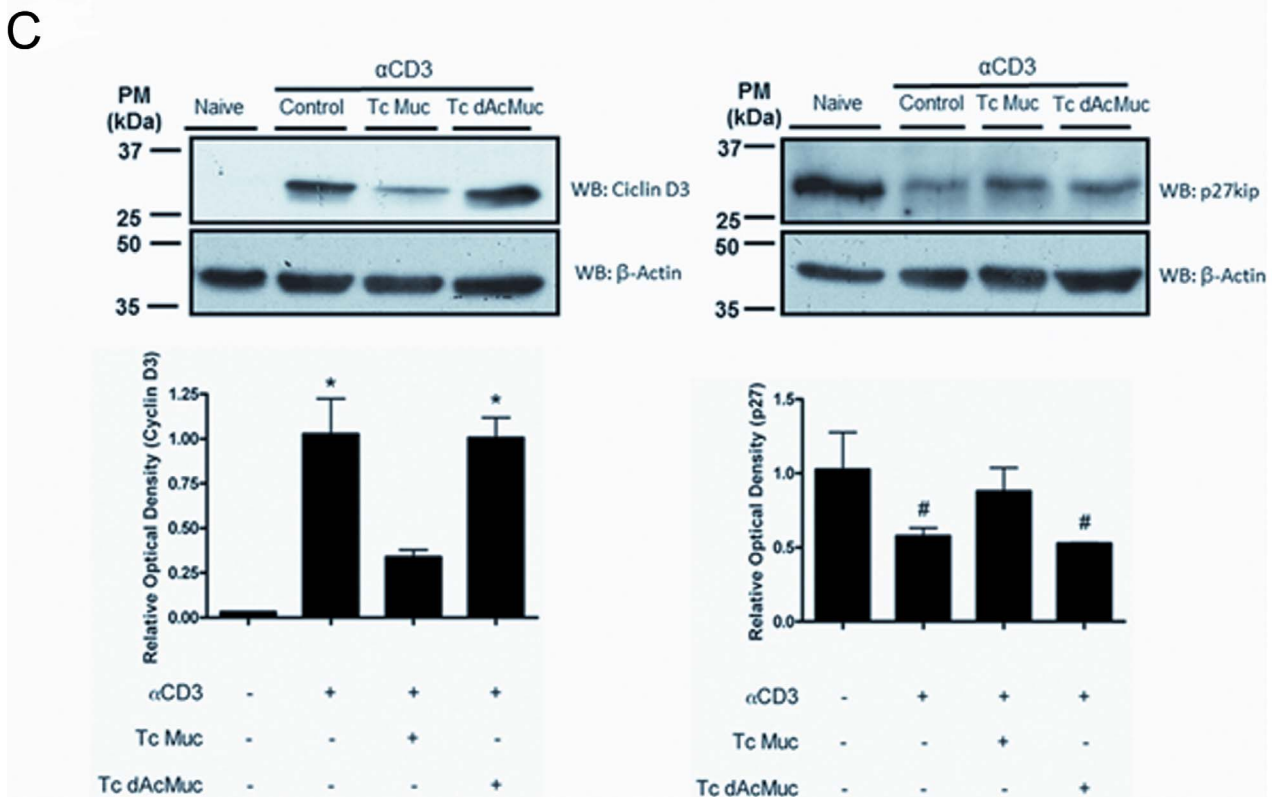 C
αCD3
PM
(kDa)
Naive Control Tc Muc Tc dAcMuc
37
25
WB: Ciclin D3
50
35
WB: β-Actin
Relative Optical Density (Cyclin D3)
1.25
1.00
0.75
0.50
0.25
0.00
* *
αCD3 - + + +
Tc Muc - - + -
Tc dAcMuc - - - +
αCD3
PM
(kDa)
Naive Control Tc Muc Tc dAcMuc
37
25
WB: p27kip
50
35
WB: β-Actin
Relative Optical Density (p27)
1.5
1.0
0.5
0.0
# #
αCD3 - + + +
Tc Muc - - + -
Tc dAcMuc - - - +